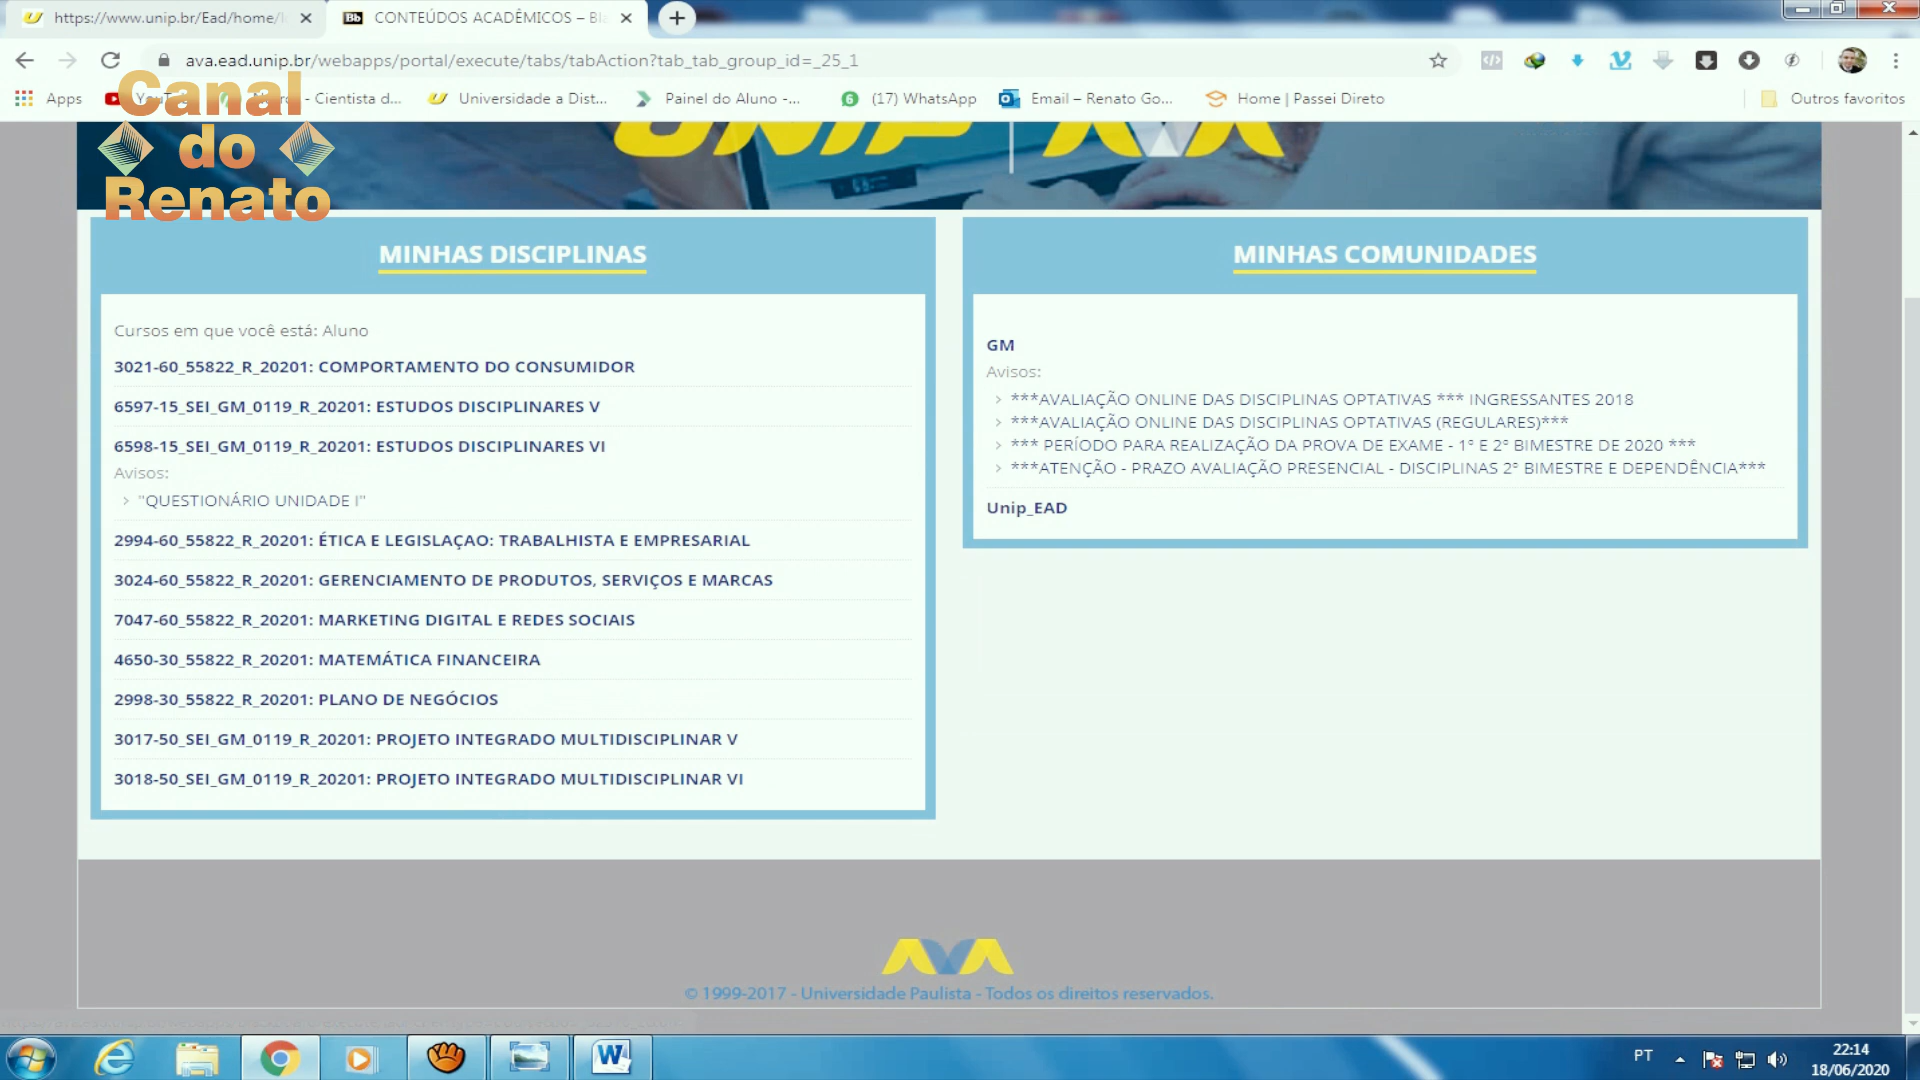 https://www.unip.br/Ead/home/
CONTEÚDOS ACADÊMICOS – Bl
ava.ead.unip.br/webapps/portal/execute/tabs/tabAction?tab_tab_group_id=_25_1
Apps
- Cientista d...
Universidade a Dist...
Painel do Aluno -...
(17) WhatsApp
Email – Renato Go...
Home | Passei Direto
Outros favoritos
Canal
do
Renato
UNIP
MINHAS DISCIPLINAS
Cursos em que você está: Aluno
3021-60_55822_R_20201: COMPORTAMENTO DO CONSUMIDOR
6597-15_SEI_GM_0119_R_20201: ESTUDOS DISCIPLINARES V
6598-15_SEI_GM_0119_R_20201: ESTUDOS DISCIPLINARES VI
Avisos:
"QUESTIONÁRIO UNIDADE I"
2994-60_55822_R_20201: ÉTICA E LEGISLAÇAO: TRABALHISTA E EMPRESARIAL
3024-60_55822_R_20201: GERENCIAMENTO DE PRODUTOS, SERVIÇOS E MARCAS
7047-60_55822_R_20201: MARKETING DIGITAL E REDES SOCIAIS
4650-30_55822_R_20201: MATEMÁTICA FINANCEIRA
2998-30_55822_R_20201: PLANO DE NEGÓCIOS
3017-50_SEI_GM_0119_R_20201: PROJETO INTEGRADO MULTIDISCIPLINAR V
3018-50_SEI_GM_0119_R_20201: PROJETO INTEGRADO MULTIDISCIPLINAR VI
MINHAS COMUNIDADES
GM
Avisos:
***AVALIAÇÃO ONLINE DAS DISCIPLINAS OPTATIVAS *** INGRESSANTES 2018
***AVALIAÇÃO ONLINE DAS DISCIPLINAS OPTATIVAS (REGULARES)***
*** PERÍODO PARA REALIZAÇÃO DA PROVA DE EXAME - 1º E 2º BIMESTRE DE 2020 ***
***ATENÇÃO - PRAZO AVALIAÇÃO PRESENCIAL - DISCIPLINAS 2º BIMESTRE E DEPENDÊNCIA***
Unip_EAD
AVA
© 1999-2017 - Universidade Paulista - Todos os direitos reservados.
PT
22:14
18/06/2020